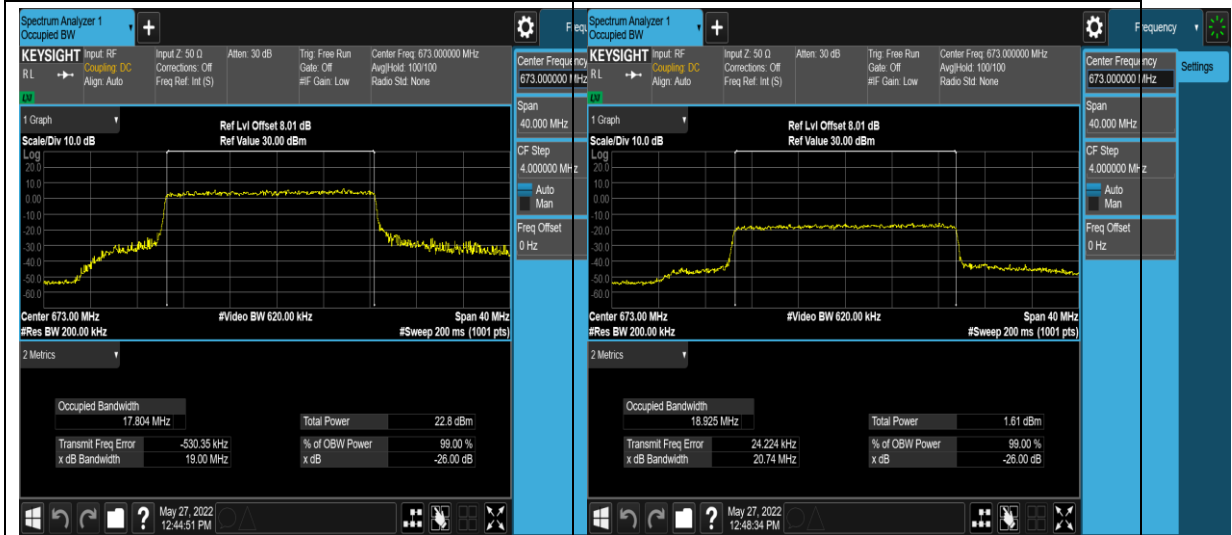 Spectrum Analyzer 1
Occupied BW
+
KEYSIGHT
RL
LM
Input: RF
Coupling: DC
Align: Auto
Input Z: 50 Ω
Corrections: Off
Freq Ref: Int (S)
Atten: 30 dB
Trig: Free Run
Gate: Off
#IF Gain: Low
Center Freq: 673.000000 MHz
Avg|Hold: 100/100
Radio Std: None
1 Graph
Scale/Div 10.0 dB
Ref Lvl Offset 8.01 dB
Ref Value 30.00 dBm
Log
20.0
10.0
0.00
-10.0
-20.0
-30.0
-40.0
-50.0
-60.0
Center 673.00 MHz
#Res BW 200.00 kHz
#Video BW 620.00 kHz
Span 40 MHz
#Sweep 200 ms (1001 pts)
2 Metrics
Occupied Bandwidth
17.804 MHz
Transmit Freq Error -530.35 kHz
x dB Bandwidth 19.00 MHz
Total Power 22.8 dBm
% of OBW Power 99.00 %
x dB -26.00 dB
?
May 27, 2022
12:44:51 PM
Frequ
Center Frequency
673.000000 MHz
Span
40.000 MHz
CF Step
4.000000 MHz
Auto
Man
Freq Offset
0 Hz
Spectrum Analyzer 1
Occupied BW
+
KEYSIGHT
RL
LM
Input: RF
Coupling: DC
Align: Auto
Input Z: 50 Ω
Corrections: Off
Freq Ref: Int (S)
Atten: 30 dB
Trig: Free Run
Gate: Off
#IF Gain: Low
Center Freq: 673.000000 MHz
Avg|Hold: 100/100
Radio Std: None
1 Graph
Scale/Div 10.0 dB
Ref Lvl Offset 8.01 dB
Ref Value 30.00 dBm
Log
20.0
10.0
0.00
-10.0
-20.0
-30.0
-40.0
-50.0
-60.0
Center 673.00 MHz
#Res BW 200.00 kHz
#Video BW 620.00 kHz
Span 40 MHz
#Sweep 200 ms (1001 pts)
2 Metrics
Occupied Bandwidth
18.925 MHz
Transmit Freq Error 24.224 kHz
x dB Bandwidth 20.74 MHz
Total Power 1.61 dBm
% of OBW Power 99.00 %
x dB -26.00 dB
?
May 27, 2022
12:48:34 PM
Frequency
Center Frequency
673.000000 MHz
Settings
Span
40.000 MHz
CF Step
4.000000 MHz
Auto
Man
Freq Offset
0 Hz